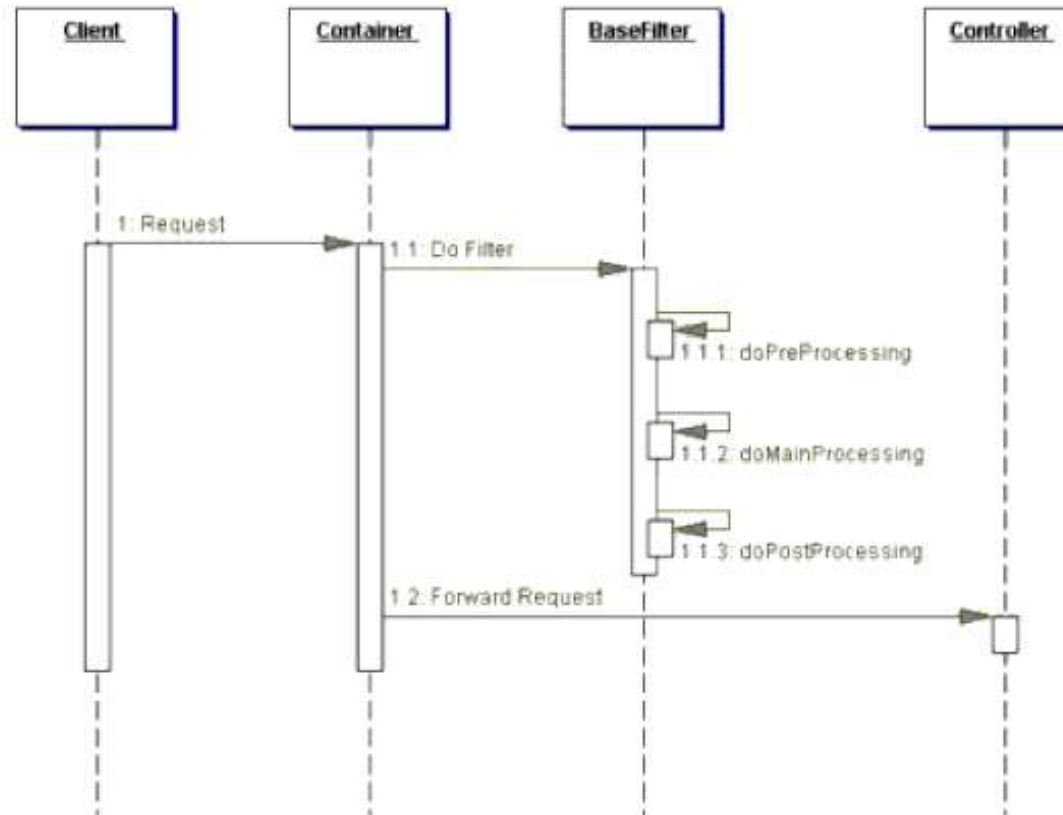 Client
Container
BaseFilter
Controller
1: Request
1.1: Do Filter
1.1.1: doPreProcessing
1.1.2: doMainProcessing
1.1.3: doPostProcessing
1.2: Forward Request